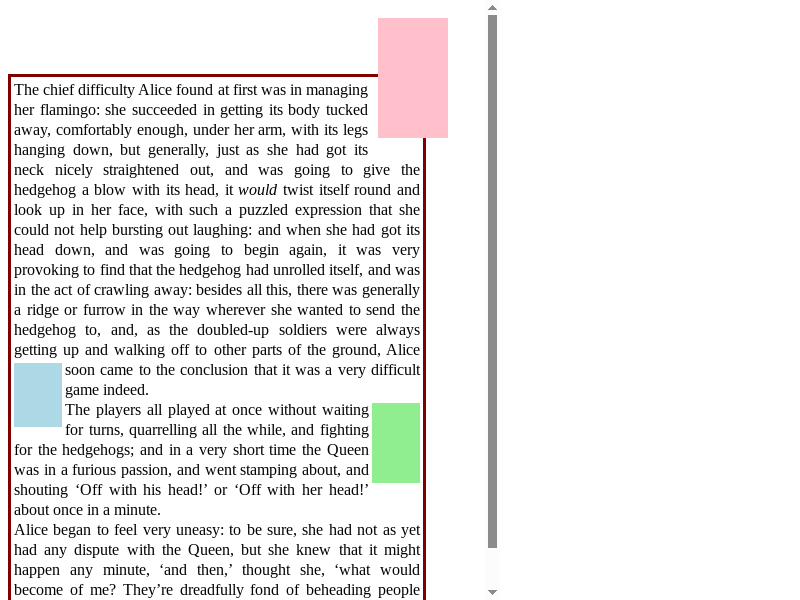 The chief difficulty Alice found at first was in managing
her flamingo: she succeeded in getting its body tucked
away, comfortably enough, under her arm, with its legs
hanging down, but generally, just as she had got its
neck nicely straightened out, and was going to give the
hedgehog a blow with its head, it would twist itself round and
look up in her face, with such a puzzled expression that she
could not help bursting out laughing: and when she had got its
head down, and was going to begin again, it was very
provoking to find that the hedgehog had unrolled itself, and was
in the act of crawling away: besides all this, there was generally
a ridge or furrow in the way wherever she wanted to send the
hedgehog to, and, as the doubled-up soldiers were always
getting up and walking off to other parts of the ground, Alice
soon came to the conclusion that it was a very difficult
game indeed.
The players all played at once without waiting
for turns, quarrelling all the while, and fighting
for the hedgehogs; and in a very short time the Queen
was in a furious passion, and went stamping about, and
shouting ‘Off with his head!’ or ‘Off with her head!’
about once in a minute.
Alice began to feel very uneasy: to be sure, she had not as yet
had any dispute with the Queen, but she knew that it might
happen any minute, ‘and then,’ thought she, ‘what would
become of me? They’re dreadfully fond of beheading people